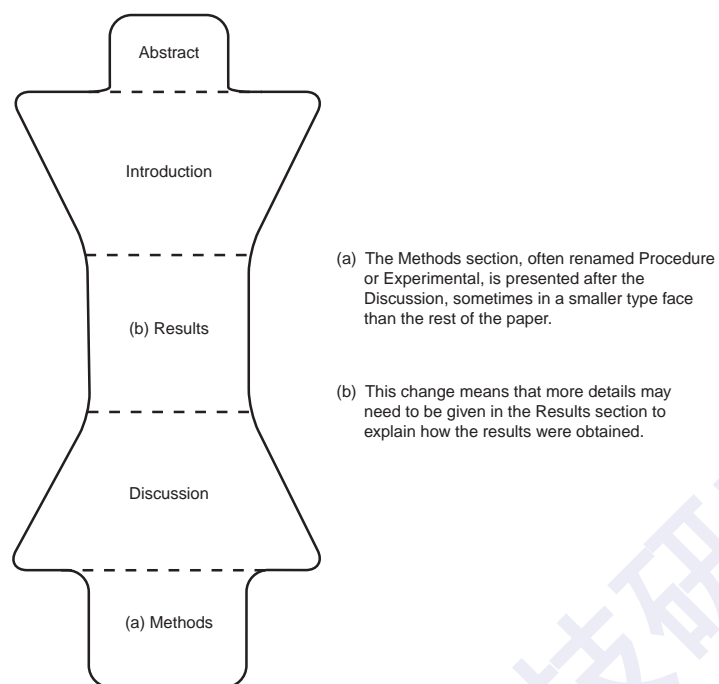 Abstract
Introduction
(b) Results
Discussion
(a) Methods
(a) The Methods section, often renamed Procedure
or Experimental, is presented after the
Discussion, sometimes in a smaller type face
than the rest of the paper.
(b) This change means that more details may
need to be given in the Results section to
explain how the results were obtained.
技研